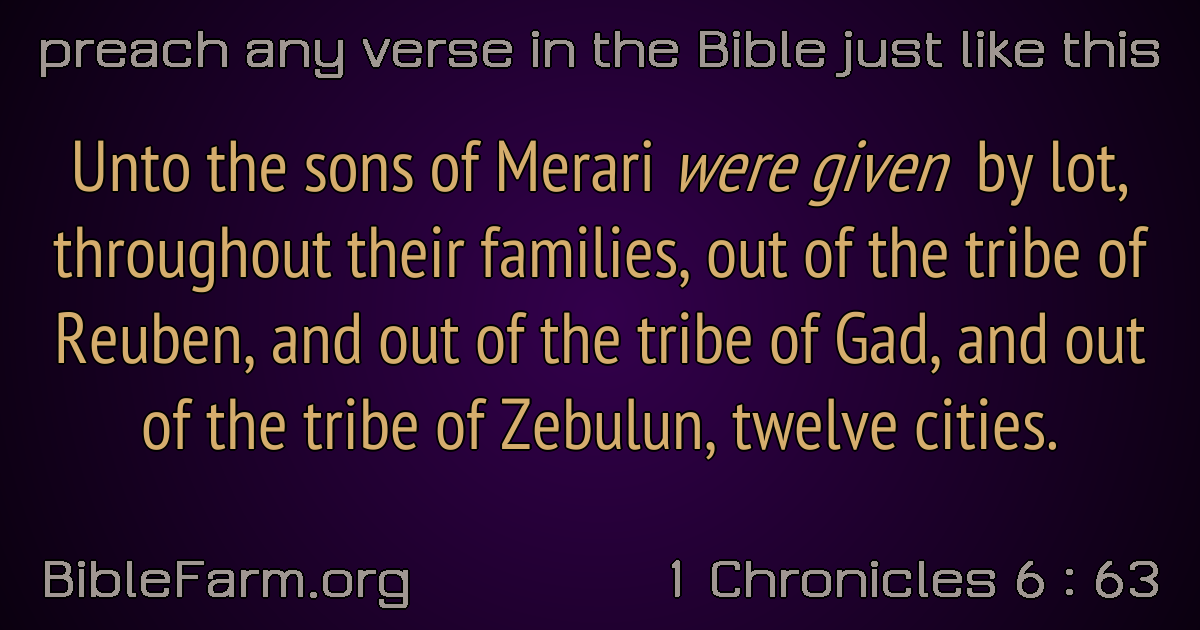 preach any verse in the Bible just like this
Unto the sons of Merari were given by lot,
throughout their families, out of the tribe of
Reuben, and out of the tribe of Gad, and out
of the tribe of Zebulun, twelve cities.
BibleFarm.org
1 Chronicles 6 : 63